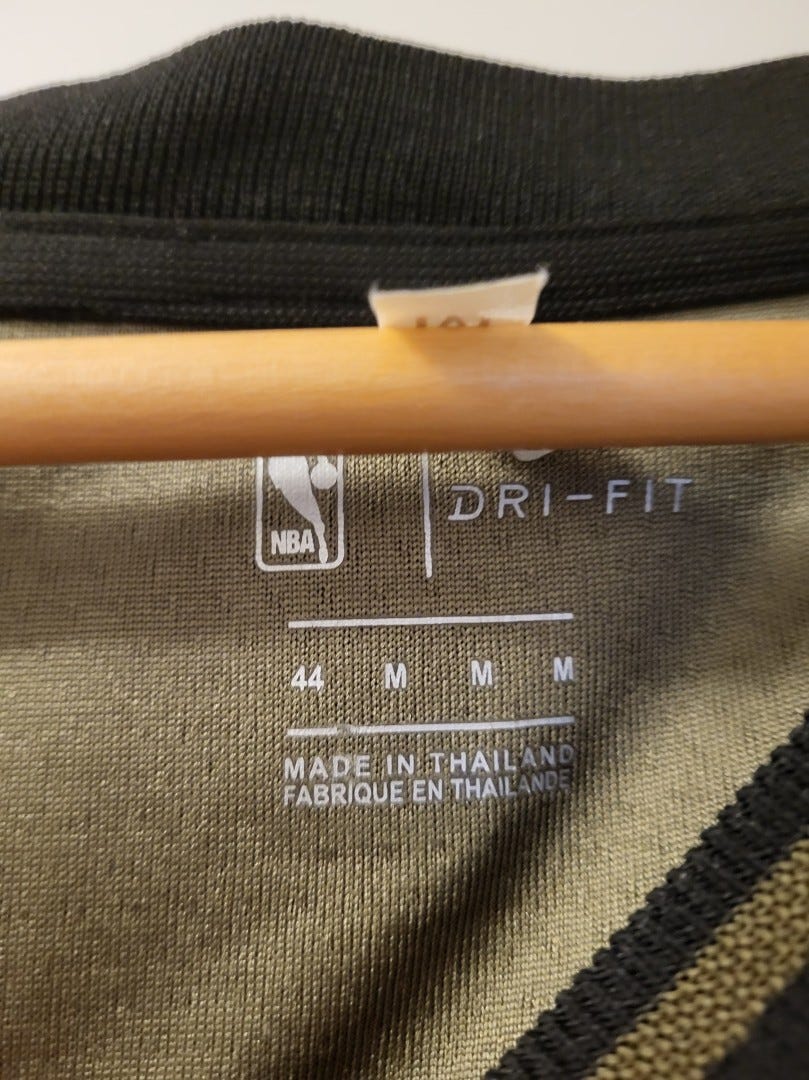 NBA
DRI-FIT
44 M M M
MADE IN THAILAND
FABRIQUE EN THAILANDE